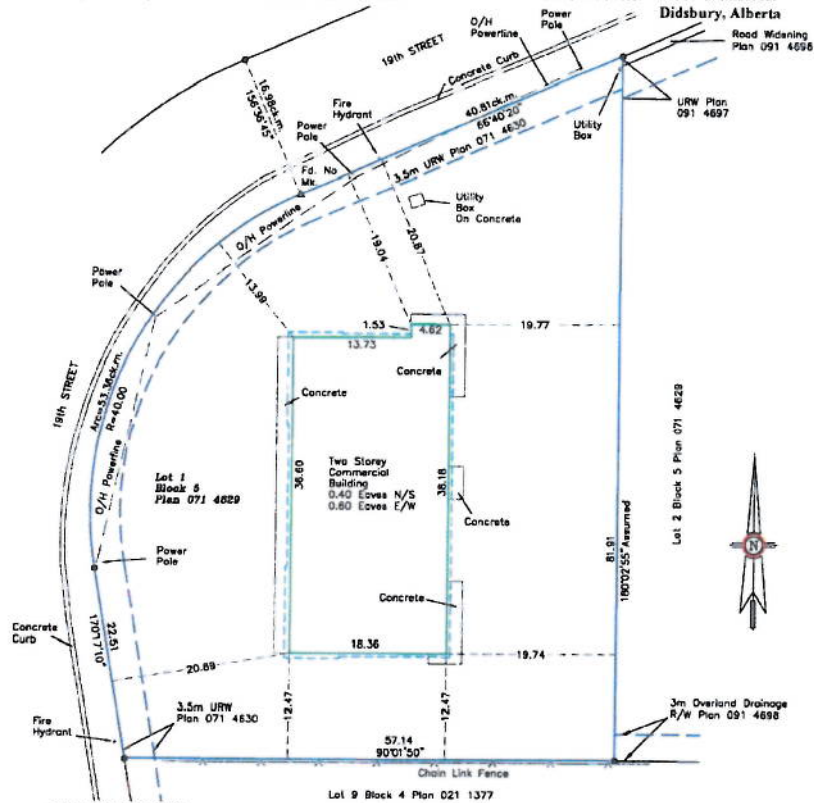 Didsbury, Alberta
Road Widening
Plan 091 4698
O/H
Powerline
Power
Pole
19th STREET
Concrete Curb
16.98ck.m.
156°36'45"
Fire
Hydrant
40.81ck.m.
66°40'20"
URW Plan
091 4697
Utility
Box
Power
Pole
3.5m URW Plan 071 4630
Fd. No
Mk.
Utility
Box
On Concrete
O/H Powerline
19.04
20.87
Power
Pole
13.99
1.53
4.62
19.77
13.73
Concrete
Concrete
19th STREET
Arc=53.36ck.m.
R=40.00
O/H Powerline
Lot 1
Block 5
Plan 071 4629
36.60
Two Storey
Commercial
Building
0.40 Eaves N/S
0.60 Eaves E/W
38.18
Concrete
81.91
180°02'55" Assumed
Lot 2 Block 5 Plan 071 4629
N
Power
Pole
Concrete
Concrete
Curb
22.51
170°17'10"
18.36
20.69
19.74
3.5m URW
Plan 071 4630
12.47
12.47
3m Overland Drainage
R/W Plan 091 4698
Fire
Hydrant
57.14
90°01'50"
Chain Link Fence
Lot 9 Block 4 Plan 021 1377